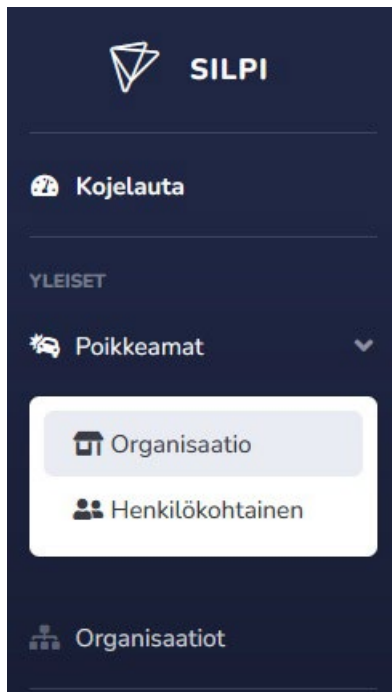 SILPI
Kojelauta
YLEISET
Poikkeamat
Organisaatio
Henkilökohtainen
Organisaatiot